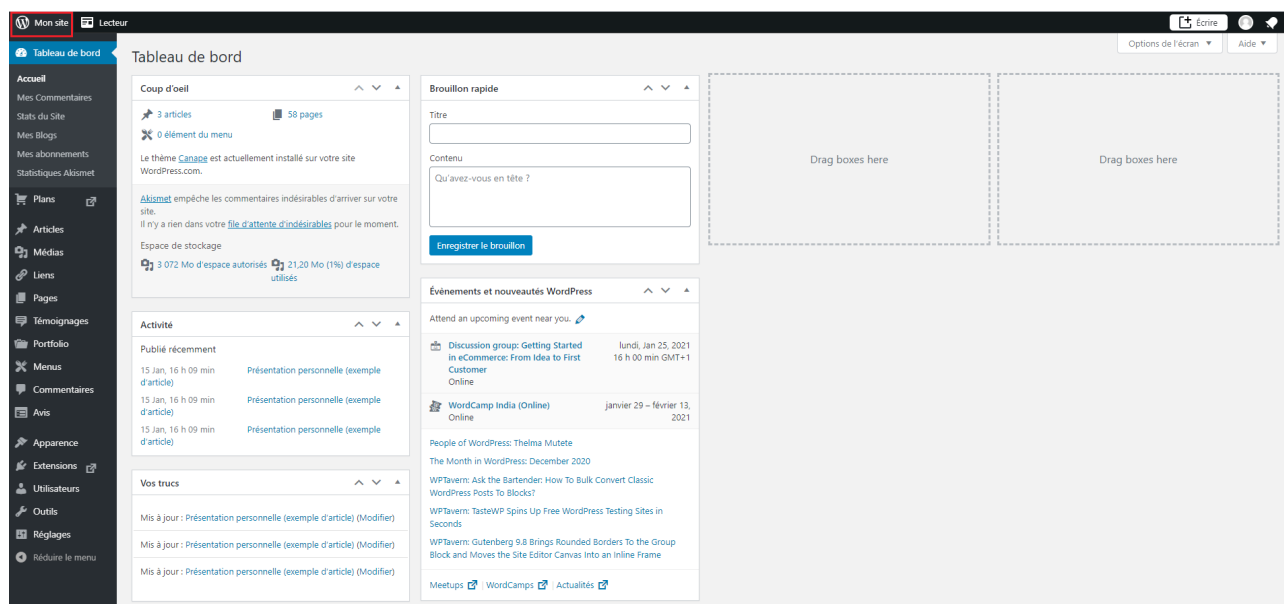 Mon site
Lecteur
Écrire
Tableau de bord
Accueil
Mes Commentaires
Stats du Site
Mes Blogs
Mes abonnements
Statistiques Akismet
Plans
Articles
Médias
Liens
Pages
Témoignages
Portfolio
Menus
Commentaires
Avis
Apparence
Extensions
Utilisateurs
Outils
Réglages
Réduire le menu
Options de l'écran
Aide
Tableau de bord
Coup d'oeil
3 articles
58 pages
0 élément du menu
Le thème Canape est actuellement installé sur votre site
WordPress.com.
Akismet empêche les commentaires indésirables d'arriver sur votre
site.
Il n'y a rien dans votre file d'attente d'indésirables pour le moment.
Espace de stockage
3 072 Mo d'espace autorisés
21,20 Mo (1%) d'espace
utilisés
Activité
Publié récemment
15 Jan, 16 h 09 min
Présentation personnelle (exemple
d'article)
15 Jan, 16 h 09 min
Présentation personnelle (exemple
d'article)
15 Jan, 16 h 09 min
Présentation personnelle (exemple
d'article)
Vos trucs
Mis à jour : Présentation personnelle (exemple d'article) (Modifier)
Mis à jour : Présentation personnelle (exemple d'article) (Modifier)
Mis à jour : Présentation personnelle (exemple d'article) (Modifier)
Brouillon rapide
Titre
Contenu
Qu'avez-vous en tête ?
Enregistrer le brouillon
Évènements et nouveautés WordPress
Attend an upcoming event near you.
Discussion group: Getting Started
in eCommerce: From Idea to First
Customer
Online
lundi, Jan 25, 2021
16 h 00 min GMT+1
WordCamp India (Online)
Online
janvier 29 – février 13,
2021
People of WordPress: Thelma Mutete
The Month in WordPress: December 2020
WPTavern: Ask the Bartender: How To Bulk Convert Classic
WordPress Posts To Blocks?
WPTavern: TasteWP Spins Up Free WordPress Testing Sites in
Seconds
WPTavern: Gutenberg 9.8 Brings Rounded Borders To the Group
Block and Moves the Site Editor Canvas Into an Inline Frame
Meetups | WordCamps | Actualités
Drag boxes here
Drag boxes here